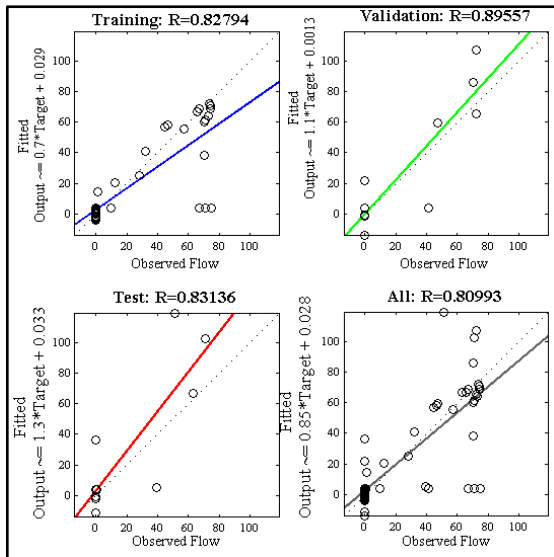 Training: R=0.82794
Fitted
Output ~= 0.7*Target + 0.029
100
80
60
40
20
0
0 20 40 60 80 100
Observed Flow
Validation: R=0.89557
Fitted
Output ~= 1.1*Target + 0.0013
100
80
60
40
20
0
0 20 40 60 80 100
Observed Flow
Test: R=0.83136
Fitted
Output ~= 1.3*Target + 0.033
100
80
60
40
20
0
0 20 40 60 80 100
Observed Flow
All: R=0.80993
Fitted
Output ~= 0.85*Target + 0.028
100
80
60
40
20
0
0 20 40 60 80 100
Observed Flow